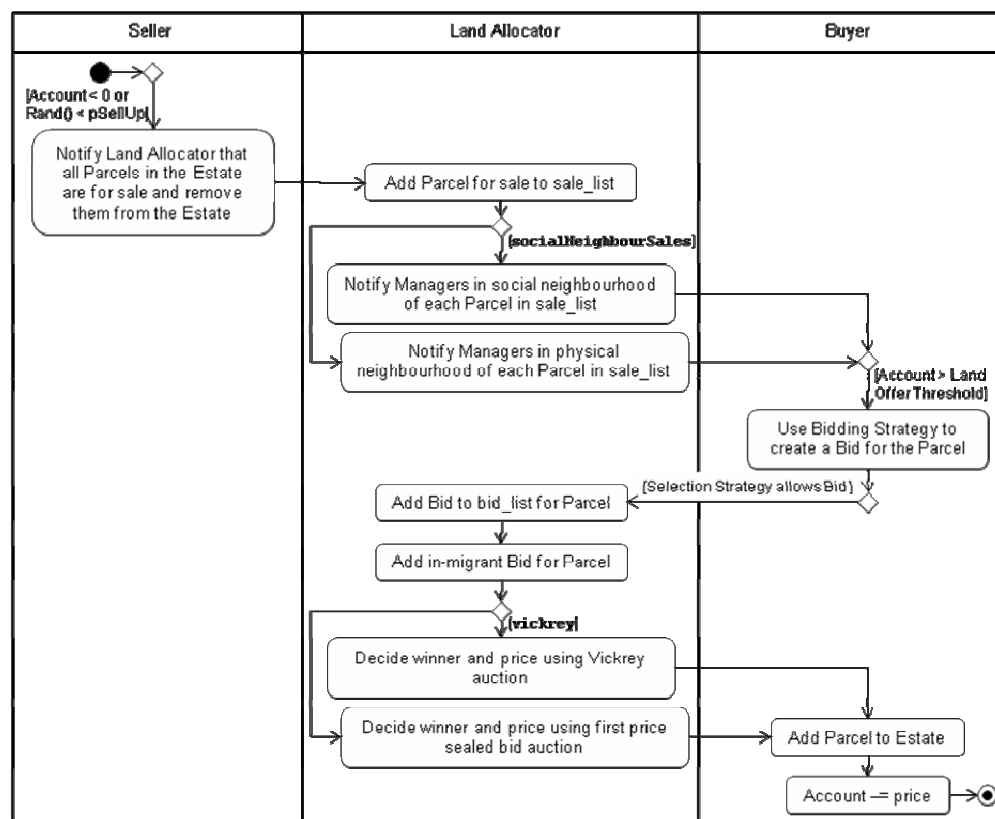 Seller
Land Allocator
Buyer
[Account < 0 or
Rand() < pSellUp]
Notify Land Allocator that
all Parcels in the Estate
are for sale and remove
them from the Estate
Add Parcel for sale to sale_list
[socialNeighbourSales]
Notify Managers in social neighbourhood
of each Parcel in sale_list
Notify Managers in physical
neighbourhood of each Parcel in sale_list
[Account > Land
Offer Threshold]
Use Bidding Strategy to
create a Bid for the Parcel
[Selection Strategy allows Bid]
Add Bid to bid_list for Parcel
Add in-migrant Bid for Parcel
[vickrey]
Decide winner and price using Vickrey
auction
Decide winner and price using first price
sealed bid auction
Add Parcel to Estate
Account -= price